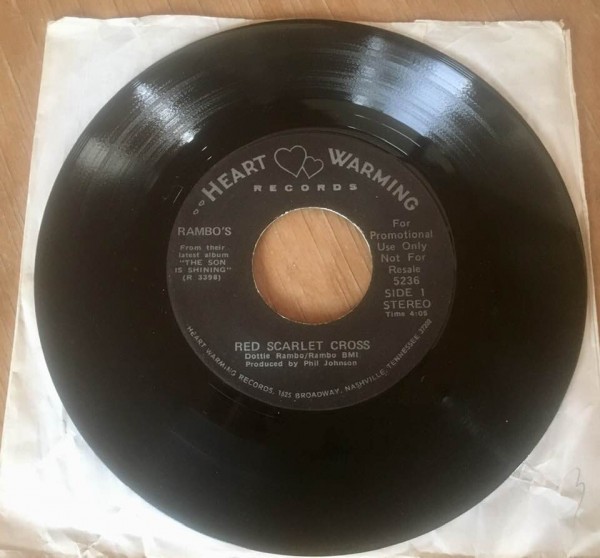 HEART WARMING
RECORDS
RAMBO'S
From their
latest album
"THE SON
IS SHINING"
(R 3398)
For
Promotional
Use Only
Not For
Resale
5236
SIDE 1
STEREO
Time 4:05
RED SCARLET CROSS
Dottie Rambo/Rambo BMI
Produced by Phil Johnson
HEART WARMING RECORDS, 1625 BROADWAY, NASHVILLE, TENNESSEE 37202